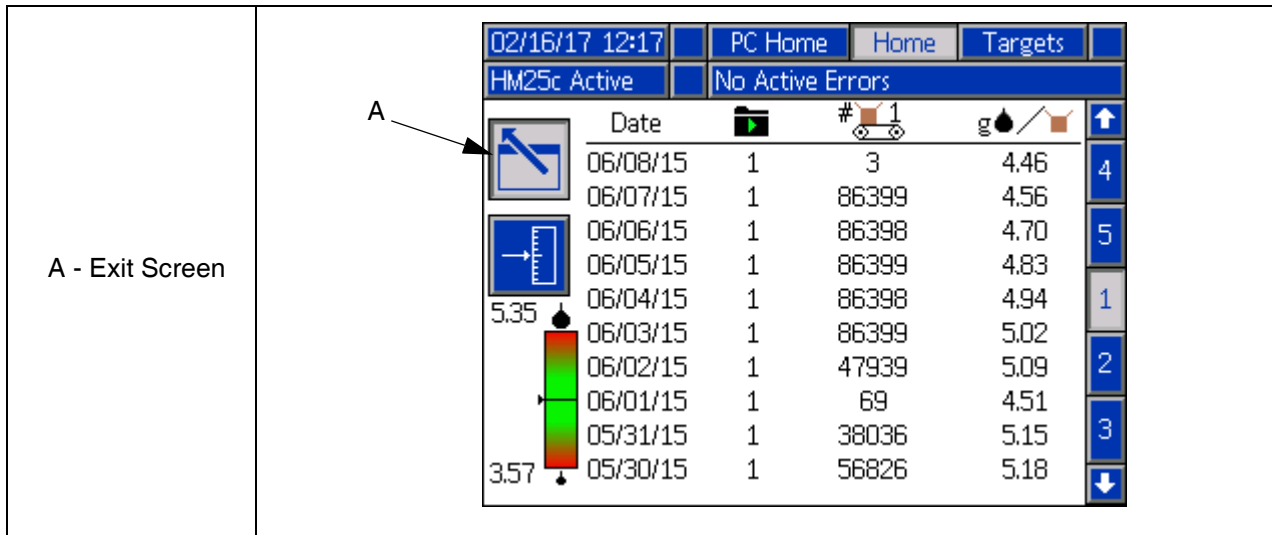 A - Exit Screen
A
02/16/17 12:17 PC Home Home Targets
HM25c Active No Active Errors
Date # 1 g /
06/08/15 1 3 4.46
06/07/15 1 86399 4.56
06/06/15 1 86398 4.70
06/05/15 1 86399 4.83
06/04/15 1 86398 4.94
06/03/15 1 86399 5.02
06/02/15 1 47939 5.09
06/01/15 1 69 4.51
05/31/15 1 38036 5.15
05/30/15 1 56826 5.18
5.35
3.57
4
5
1
2
3